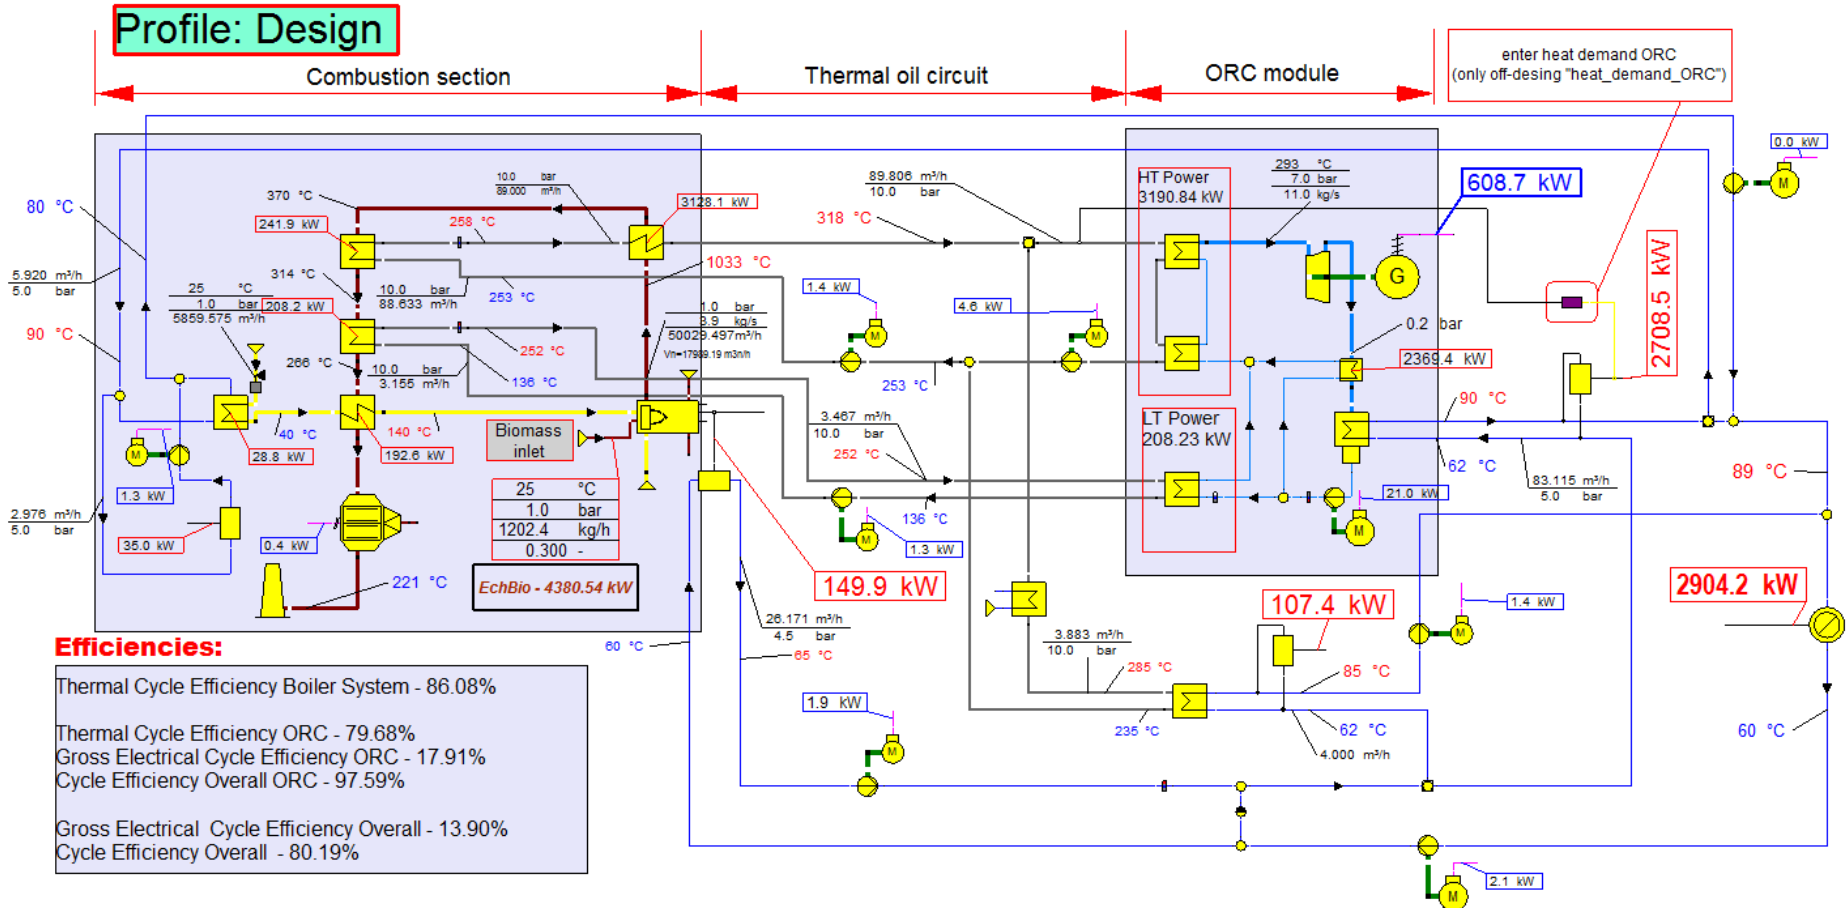 Profile: Design
Combustion section
Thermal oil circuit
ORC module
enter heat demand ORC
(only off-desing "heat_demand_ORC")
0.0 kW
M
80 °C
370 °C
241.9 kW
258 °C
10.0 bar
89.000 m³/h
3128.1 kW
318 °C
89.806 m³/h
10.0 bar
HT Power
3190.84 kW
293 °C
7.0 bar
11.0 kg/s
608.7 kW
G
2708.5 kW
5.920 m³/h
5.0 bar
25 °C
1.0 bar
5859.575 m³/h
314 °C
208.2 kW
10.0 bar
88.633 m³/h
253 °C
1033 °C
1.0 bar
3.9 kg/s
50029.497m³/h
Vn=17989.19 m3n/h
1.4 kW
M
4.6 kW
M
0.2 bar
2369.4 kW
90 °C
266 °C
252 °C
10.0 bar
3.155 m³/h
136 °C
253 °C
40 °C
140 °C
28.8 kW
192.6 kW
M
1.3 kW
Biomass
inlet
3.467 m³/h
10.0 bar
252 °C
LT Power
208.23 kW
90 °C
62 °C
83.115 m³/h
5.0 bar
89 °C
25 °C
1.0 bar
1202.4 kg/h
0.300 -
2.976 m³/h
5.0 bar
35.0 kW
0.4 kW
136 °C
M
1.3 kW
21.0 kW
M
221 °C
EchBio - 4380.54 kW
149.9 kW
107.4 kW
1.4 kW
M
2904.2 kW
26.171 m³/h
4.5 bar
60 °C
65 °C
3.883 m³/h
10.0 bar
285 °C
235 °C
85 °C
62 °C
4.000 m³/h
60 °C
1.9 kW
M
2.1 kW
M
Efficiencies:
Thermal Cycle Efficiency Boiler System - 86.08%
Thermal Cycle Efficiency ORC - 79.68%
Gross Electrical Cycle Efficiency ORC - 17.91%
Cycle Efficiency Overall ORC - 97.59%
Gross Electrical Cycle Efficiency Overall - 13.90%
Cycle Efficiency Overall - 80.19%